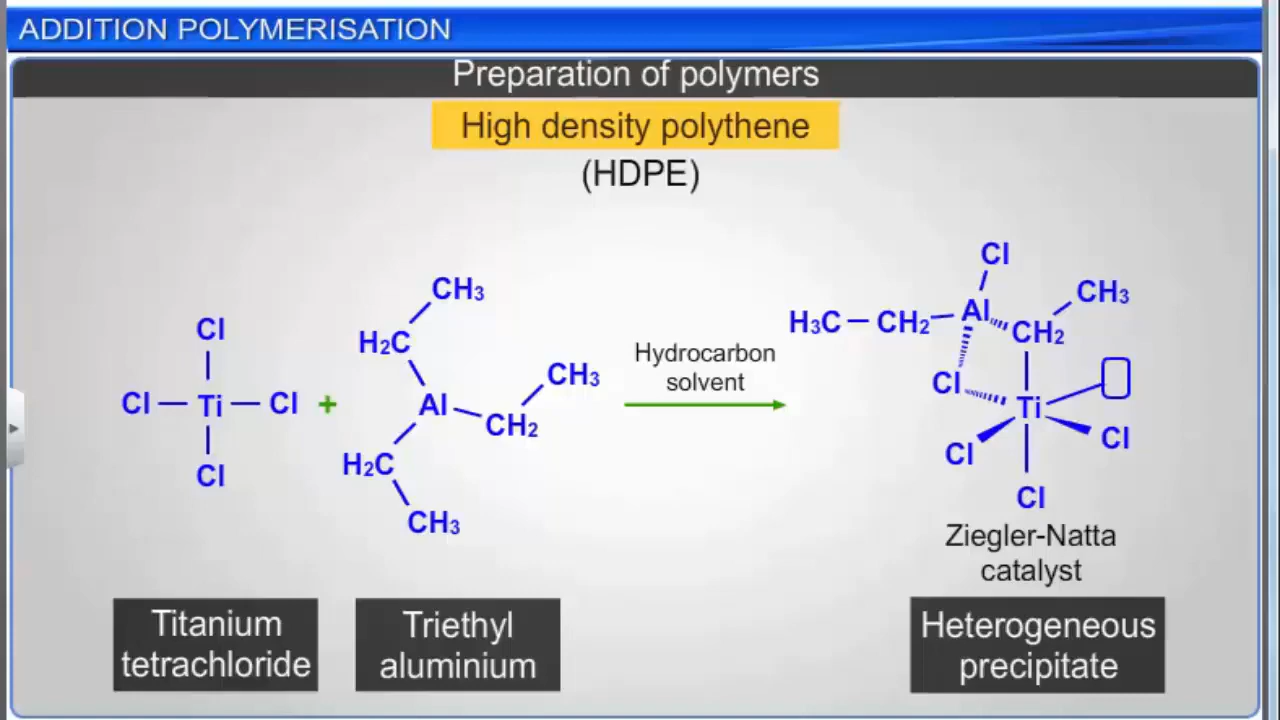 ADDITION POLYMERISATION
Preparation of polymers
High density polythene
(HDPE)
Cl
Cl Ti Cl
Cl
+
CH3
H2C
CH3
Al
CH2
H2C
CH3
Hydrocarbon
solvent
Cl
CH3
H3C CH2 Al CH2
Cl
Ti
Cl Cl
Cl
Ziegler-Natta
catalyst
Titanium
tetrachloride
Triethyl
aluminium
Heterogeneous
precipitate